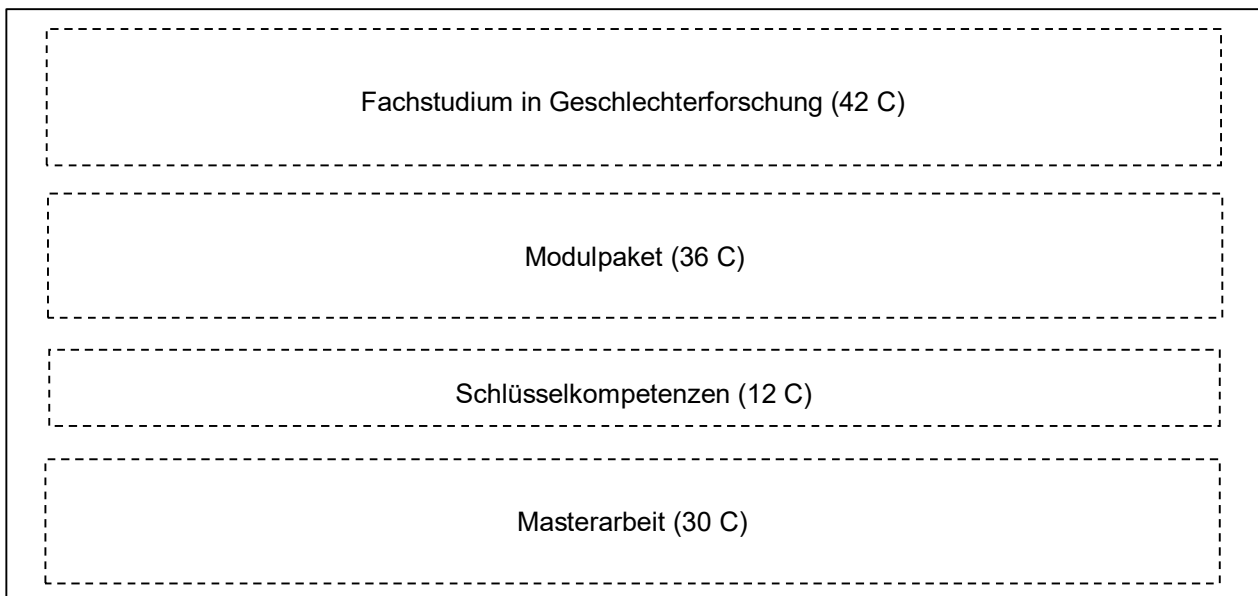 Fachstudium in Geschlechterforschung (42 C)
Modulpaket (36 C)
Schlüsselkompetenzen (12 C)
Masterarbeit (30 C)